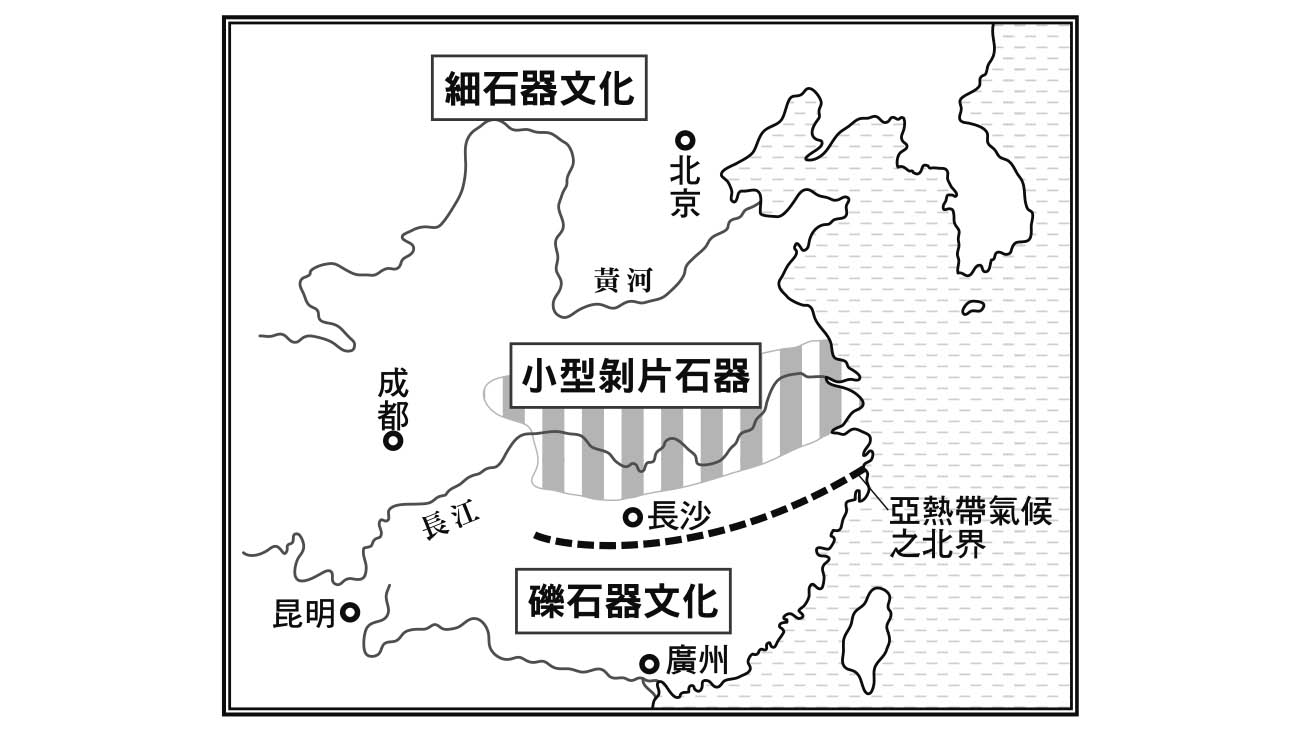 細石器文化
北京
黃河
小型剝片石器
成都
長江
長沙
亞熱帶氣候
之北界
礫石器文化
昆明
廣州